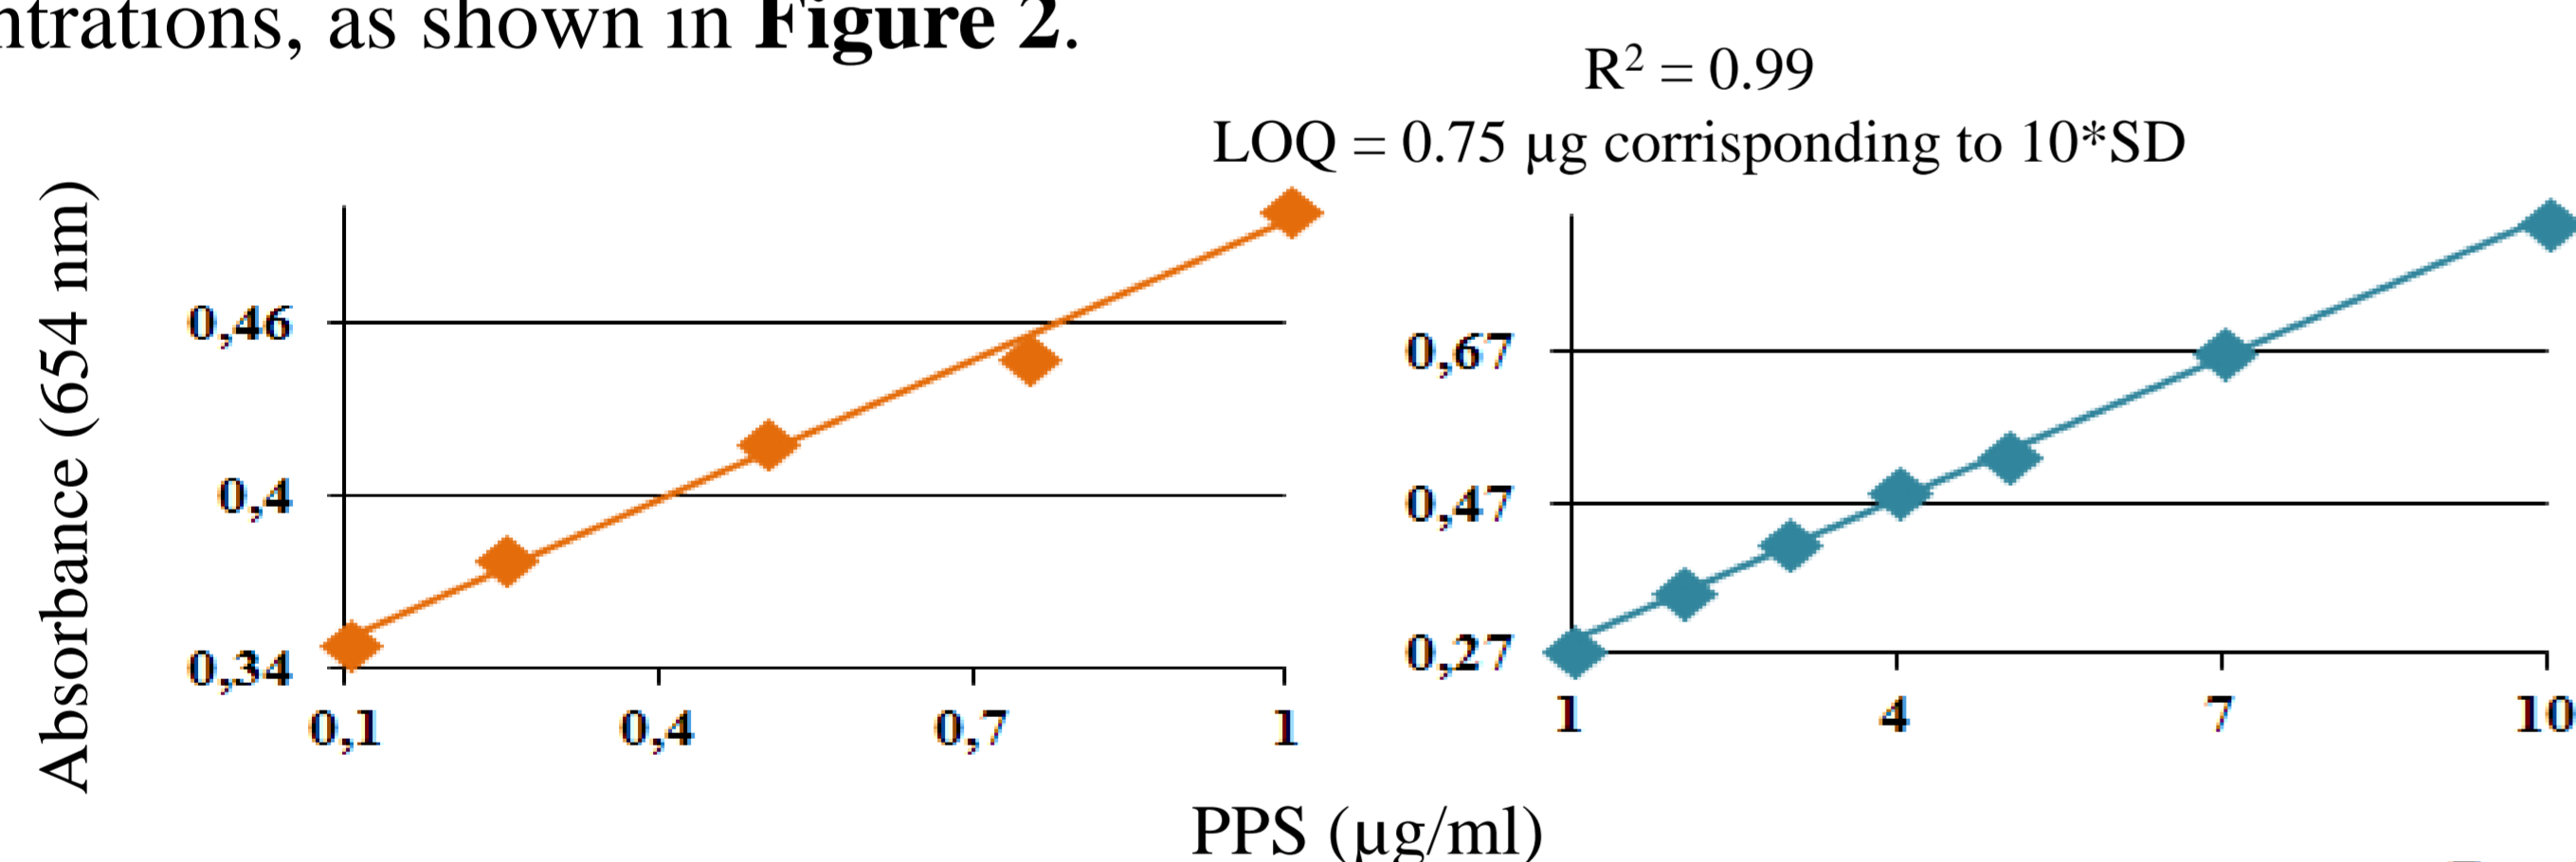 ntrations, as shown in Figure 2.
R² = 0.99
LOQ = 0.75 µg corrisponding to 10*SD
Absorbance (654 nm)
0,46
0,4
0,34
0,1 0,4 0,7 1
0,67
0,47
0,27
1 4 7 10
PPS (µg/ml)